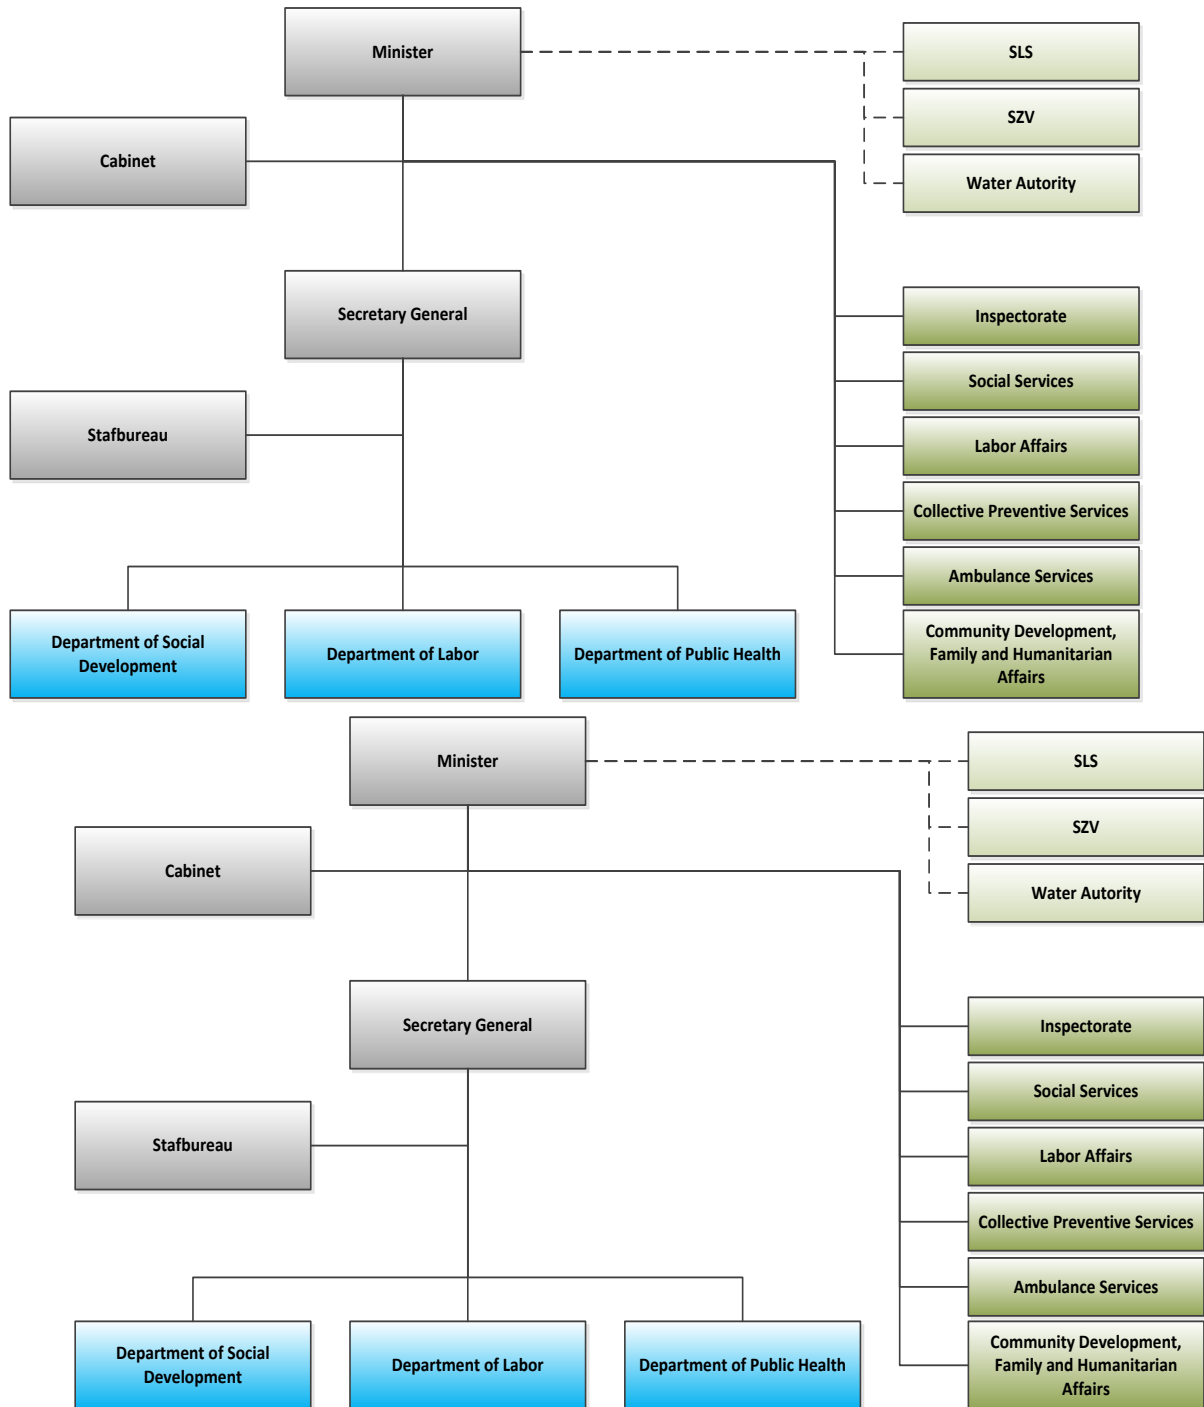 Minister
SLS
SZV
Cabinet
Water Autority
Secretary General
Inspectorate
Social Services
Stafbureau
Labor Affairs
Collective Preventive Services
Ambulance Services
Department of Social
Development
Department of Labor
Department of Public Health
Community Development,
Family and Humanitarian
Affairs
Minister
SLS
SZV
Cabinet
Water Autority
Secretary General
Inspectorate
Social Services
Stafbureau
Labor Affairs
Collective Preventive Services
Ambulance Services
Department of Social
Development
Department of Labor
Department of Public Health
Community Development,
Family and Humanitarian
Affairs